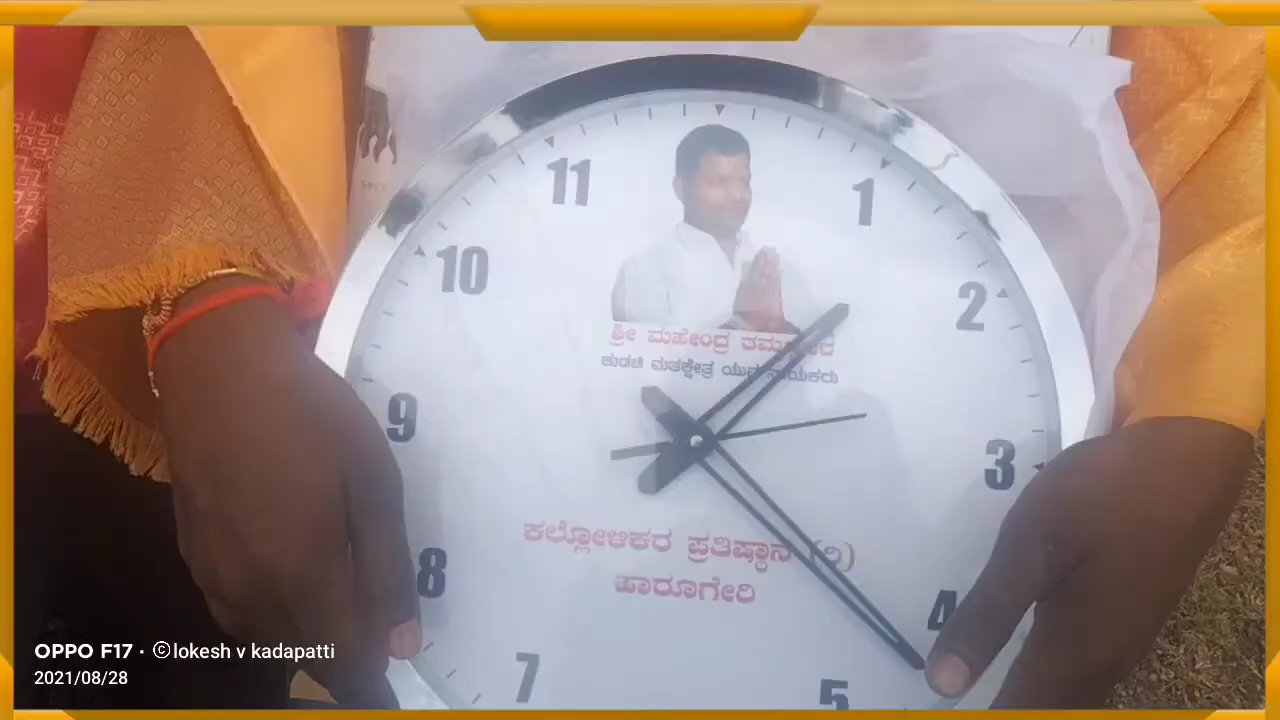 11
1
10
2
ಶ್ರೀ ಮಹೇಂದ್ರ
ಕುಡಚಿ ಮತಕ್ಷೇತ್ರ ಯುವ ನಾಯಕರು
9
3
ಕಲ್ಲೋಳಿಕರ ಪ್ರತಿಷ್ಠಾನ (ರಿ)
ಹಾರೂಗೇರಿ
8
4
7
5
OPPO F17 · ©lokesh v kadapatti
2021/08/28